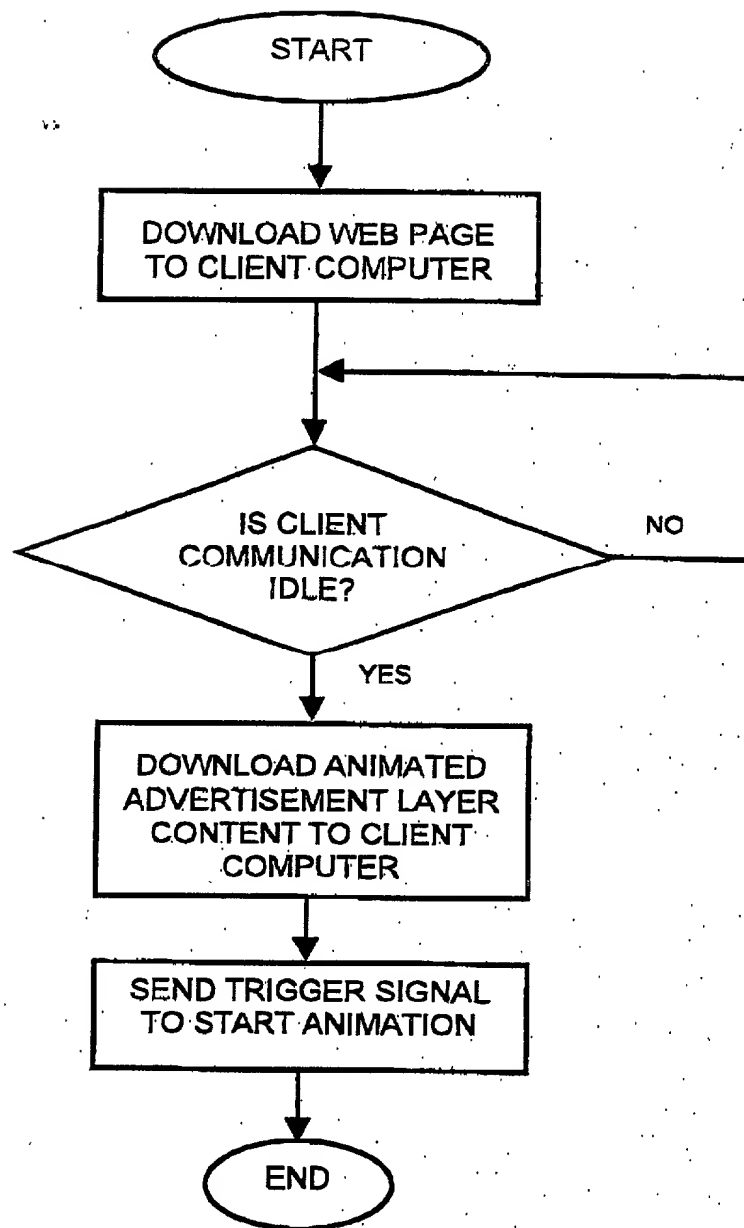 START
DOWNLOAD WEB PAGE
TO CLIENT COMPUTER
IS CLIENT
COMMUNICATION
IDLE?
NO
YES
DOWNLOAD ANIMATED
ADVERTISEMENT LAYER
CONTENT TO CLIENT
COMPUTER
SEND TRIGGER SIGNAL
TO START ANIMATION
END